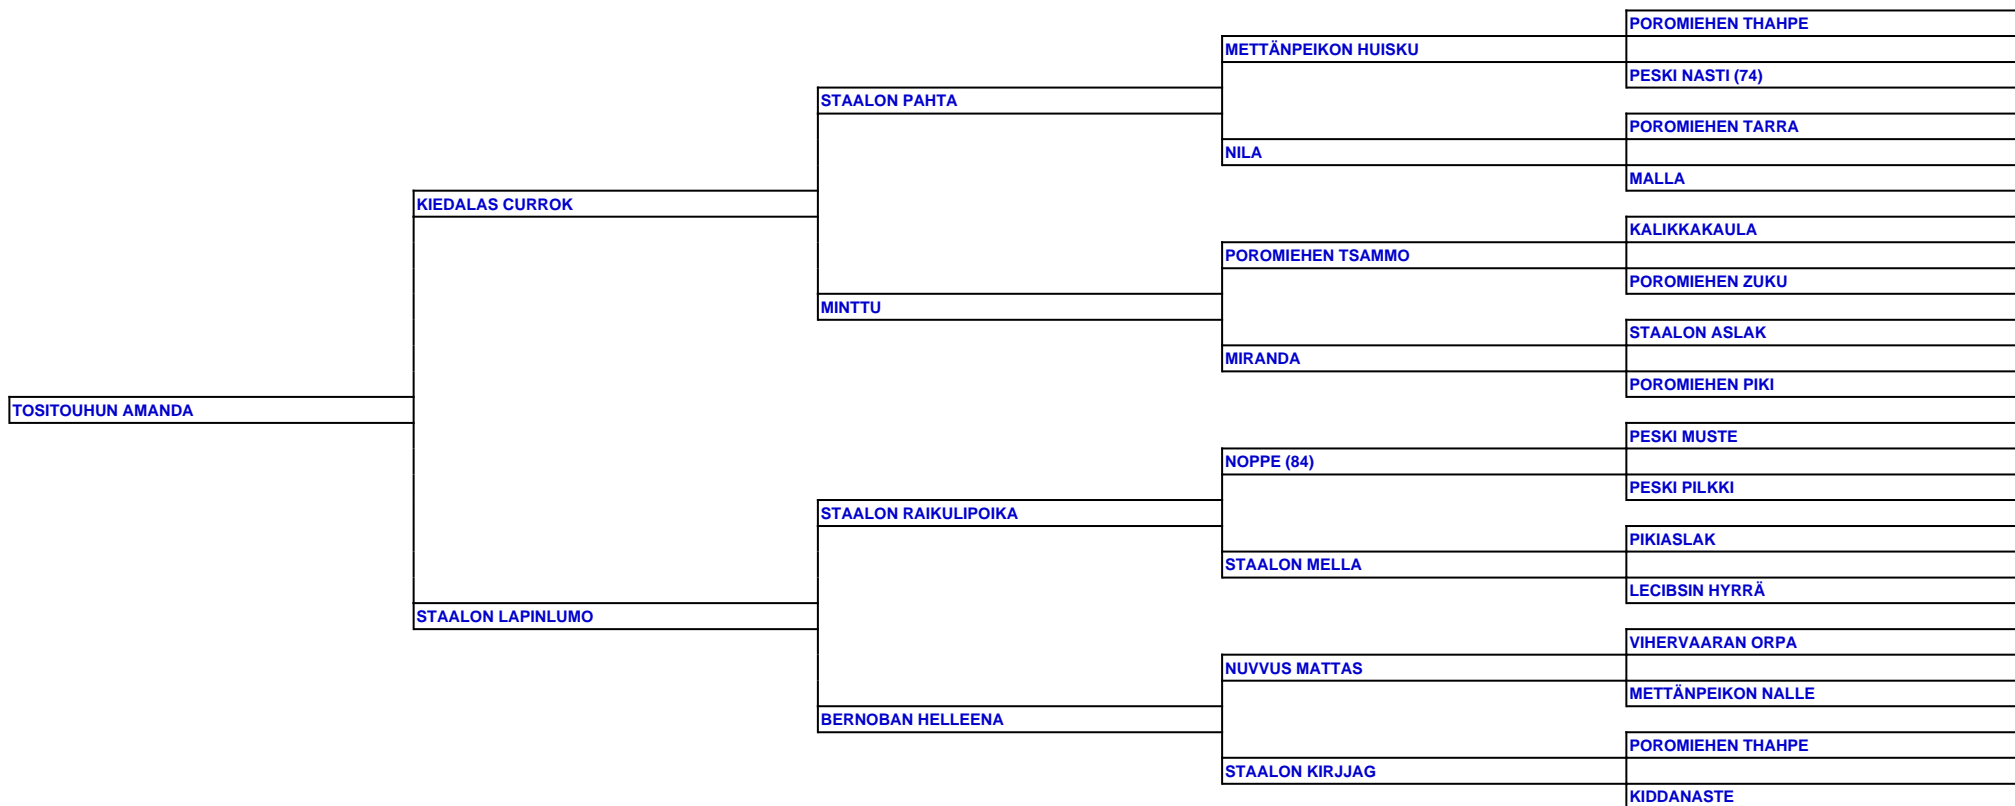 POROMIEHEN THAHPE
METTÄNPEIKON HUISKU
PESKI NASTI (74)
STAALON PAHTA
POROMIEHEN TARRA
NILA
MALLA
KIEDALAS CURROK
KALIKKAKAULA
POROMIEHEN TSAMMO
POROMIEHEN ZUKU
MINTTU
STAALON ASLAK
MIRANDA
POROMIEHEN PIKI
TOSITOUHUN AMANDA
PESKI MUSTE
NOPPE (84)
PESKI PILKKI
STAALON RAIKULIPOIKA
PIKIASLAK
STAALON MELLA
LECIBSIN HYRRÄ
STAALON LAPINLUMO
VIHERVAARAN ORPA
NUVVUS MATTAS
METTÄNPEIKON NALLE
BERNOBAN HELLEENA
POROMIEHEN THAHPE
STAALON KIRJJAG
KIDDANASTE